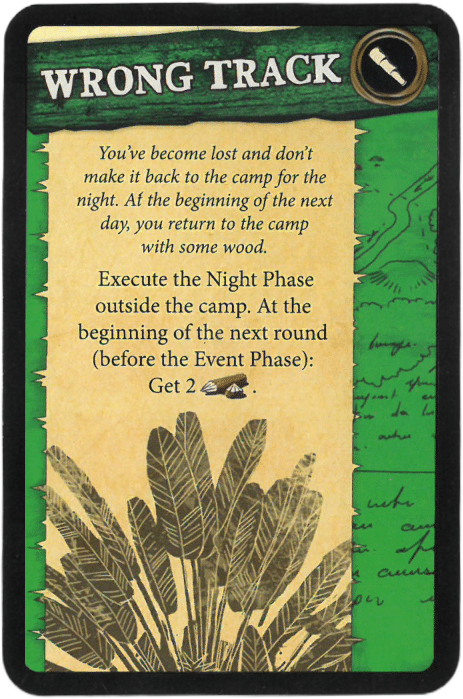 WRONG TRACK
You've become lost and don't
make it back to the camp for the
night. At the beginning of the next
day, you return to the camp
with some wood.
Execute the Night Phase
outside the camp. At the
beginning of the next round
(before the Event Phase):
Get 2 .